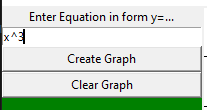 Enter Equation in form y=...
x^3
Create Graph
Clear Graph